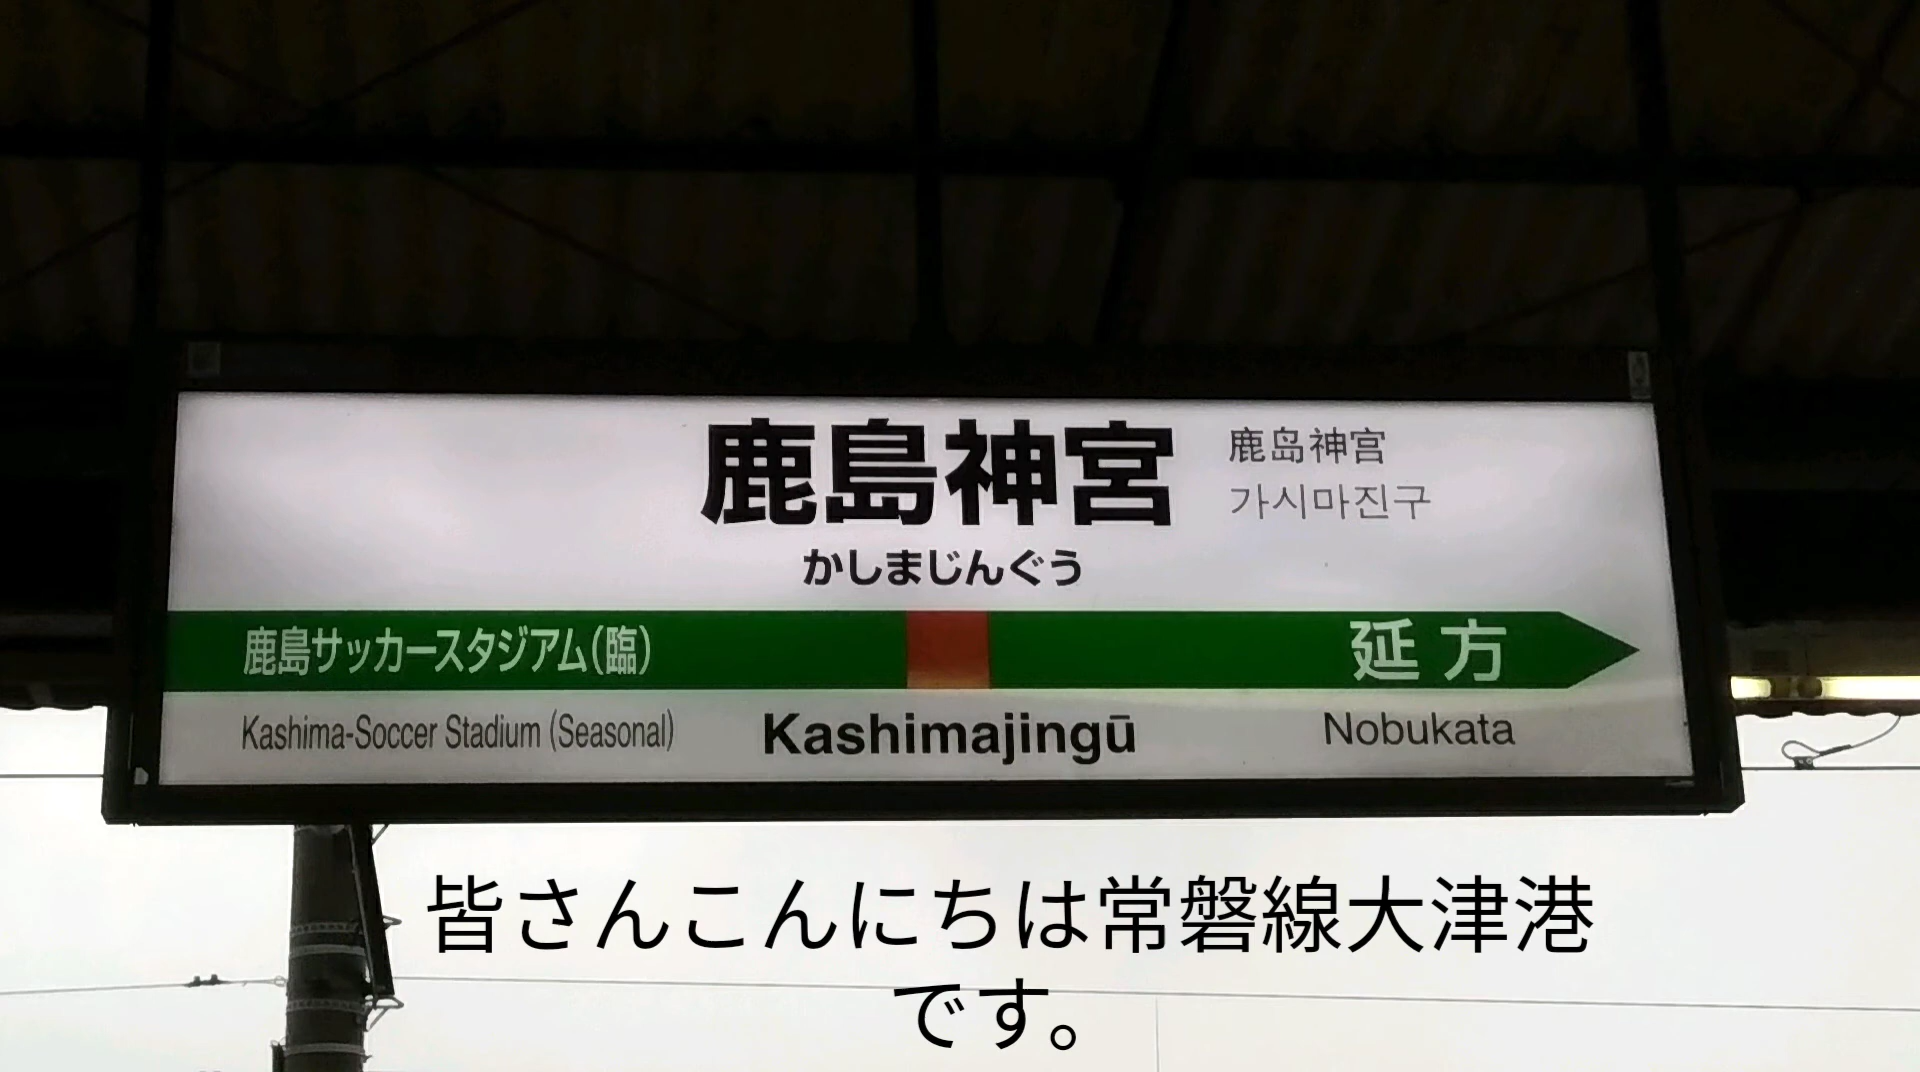 鹿島神宮
鹿岛神宮
가시마진구
かしまじんぐう
鹿島サッカースタジアム(臨)
延方
Kashima-Soccer Stadium (Seasonal)
Kashimajingū
Nobukata
皆さんこんにちは常磐線大津港
です。